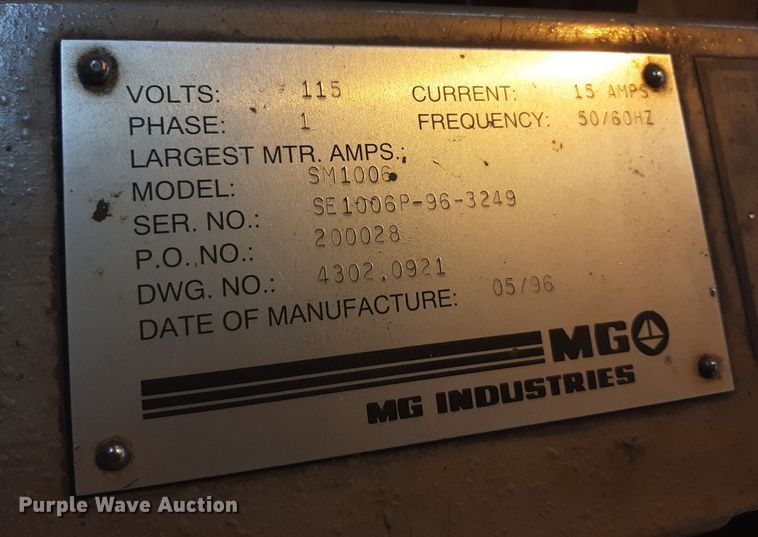 VOLTS: 115 CURRENT: 15 AMPS
PHASE: 1 FREQUENCY: 50/60HZ
LARGEST MTR. AMPS.:
MODEL: SM1006
SER. NO.: SE1006P-96-3249
P.O. NO.: 200028
DWG. NO.: 4302.0921
DATE OF MANUFACTURE: 05/96
MG
®
MG INDUSTRIES
Purple Wave Auction